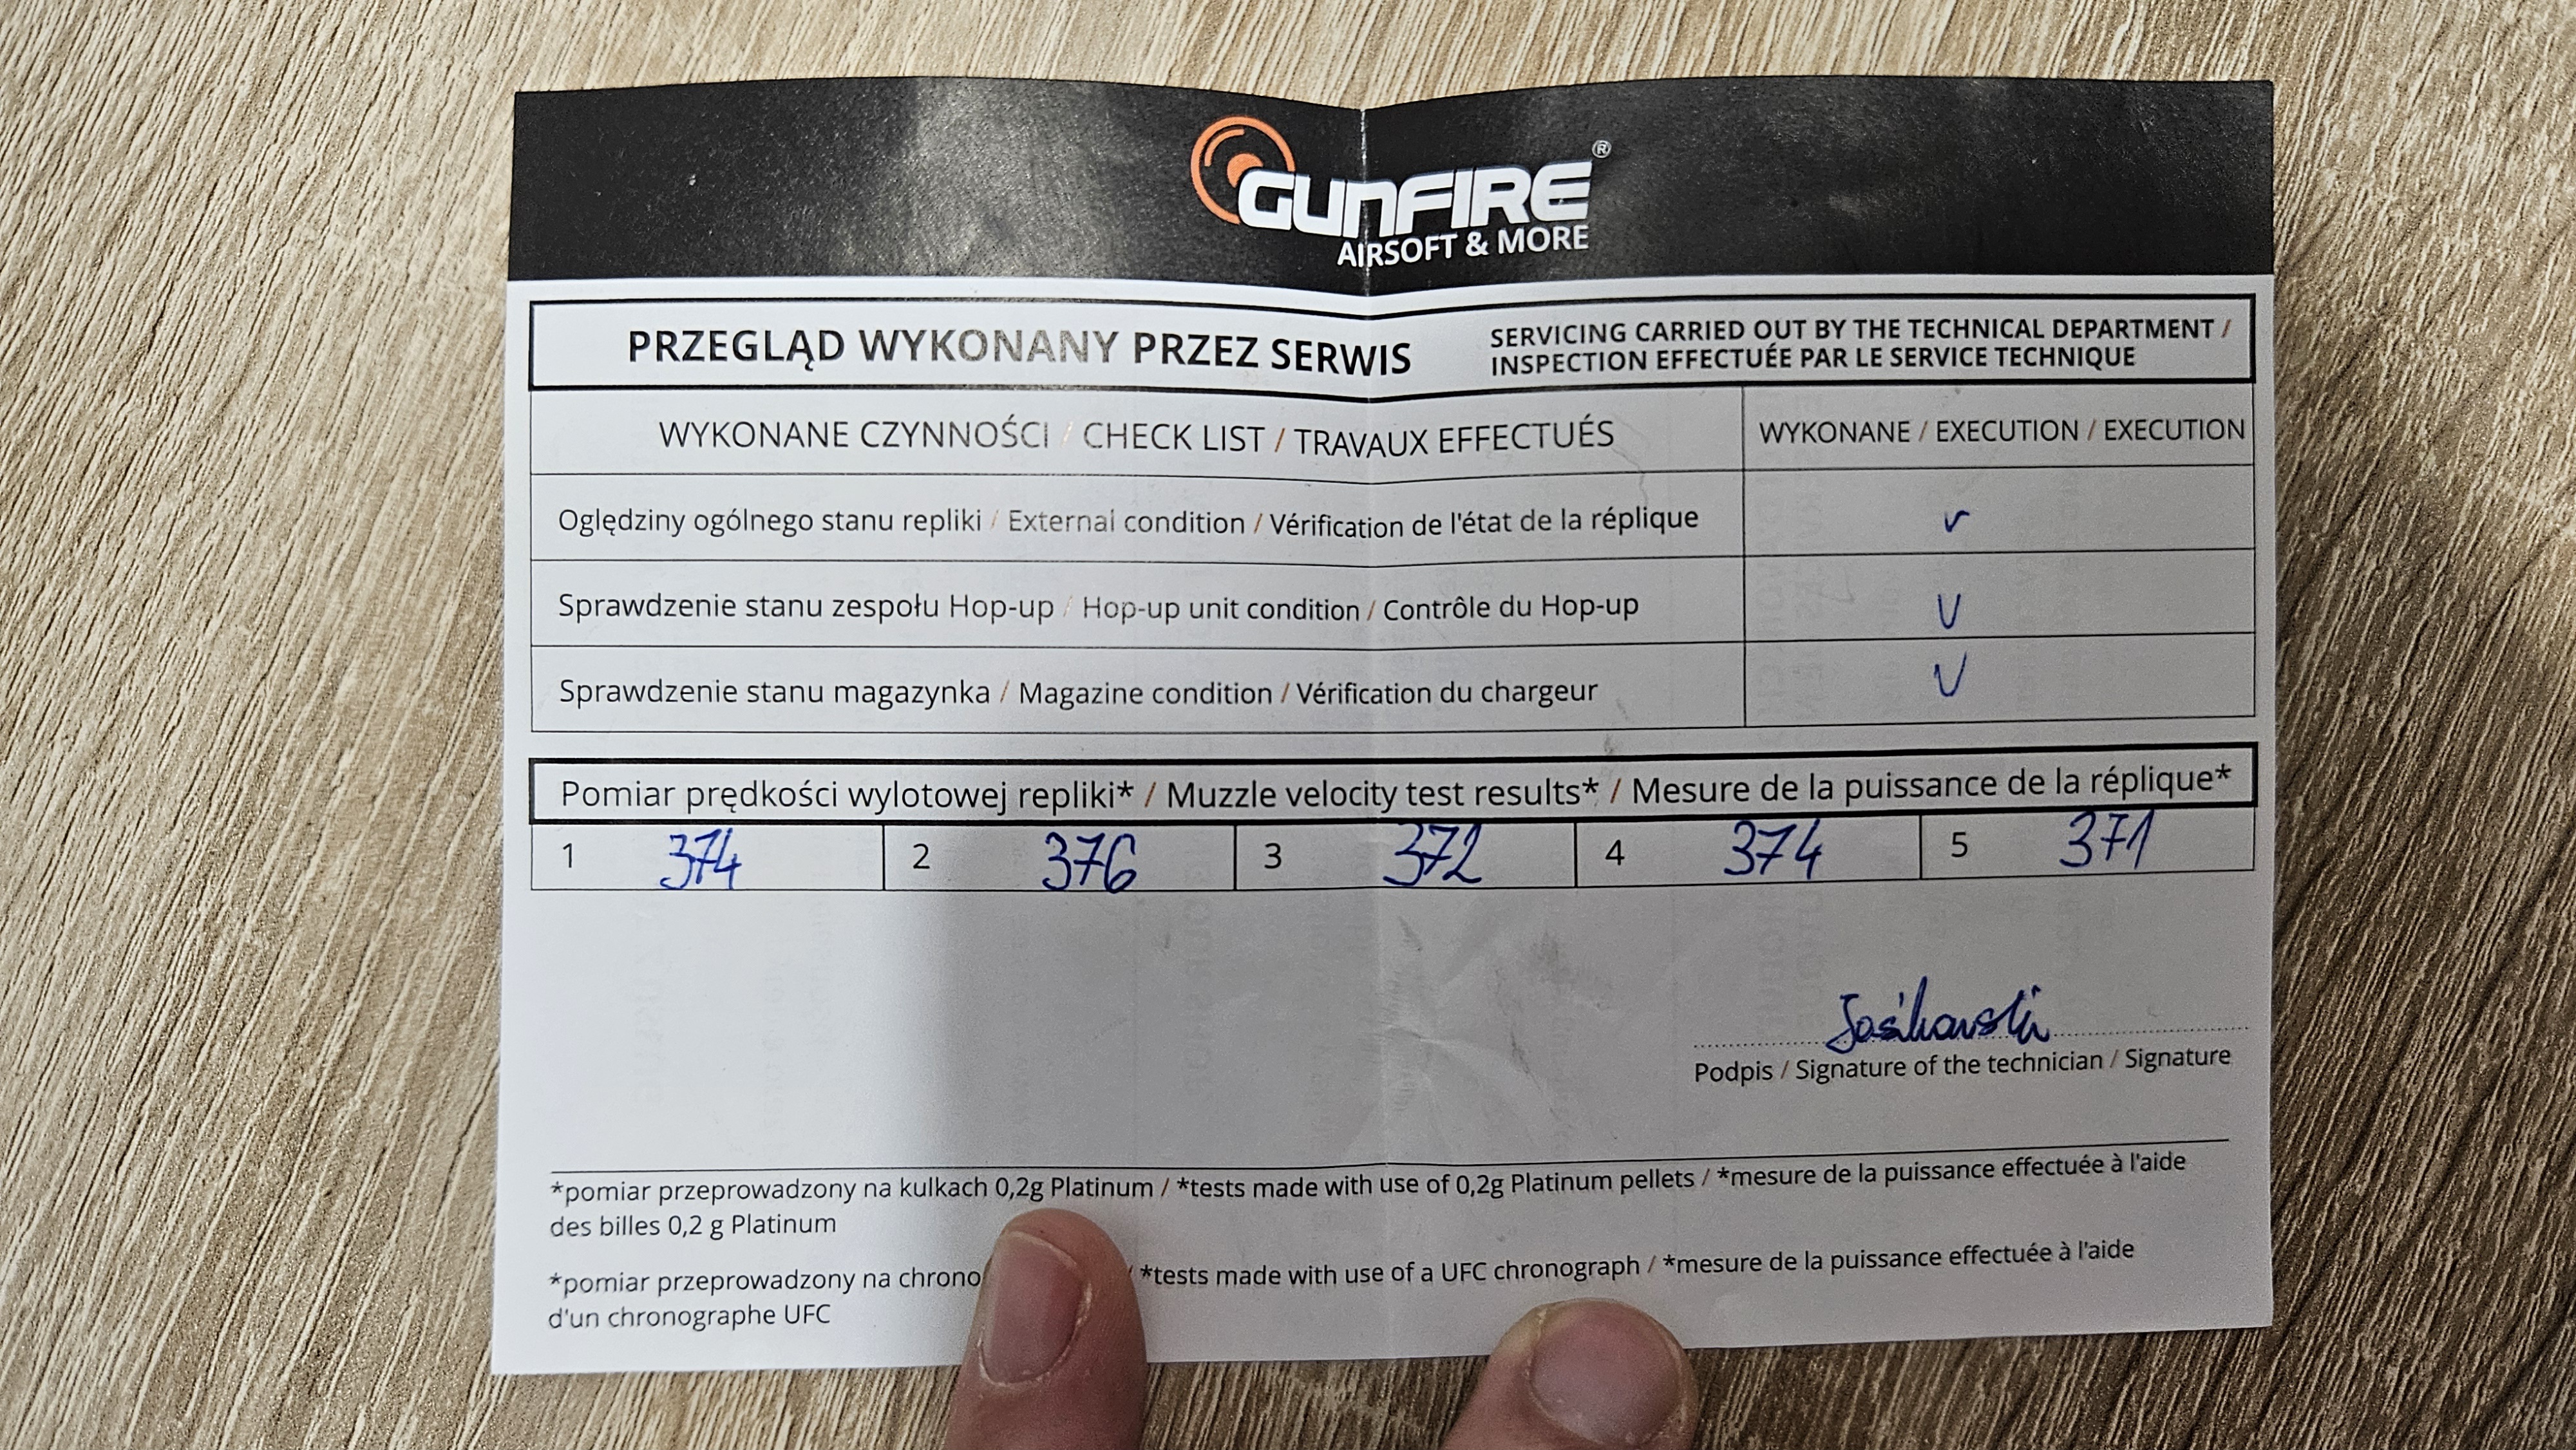 GUNFIRE®
AIRSOFT & MORE
PRZEGLĄD WYKONANY PRZEZ SERWIS
SERVICING CARRIED OUT BY THE TECHNICAL DEPARTMENT /
INSPECTION EFFECTUÉE PAR LE SERVICE TECHNIQUE
WYKONANE CZYNNOŚCI / CHECK LIST / TRAVAUX EFFECTUÉS
WYKONANE / EXECUTION / EXECUTION
Oględziny ogólnego stanu repliki / External condition / Vérification de l'état de la réplique
Sprawdzenie stanu zespołu Hop-up / Hop-up unit condition / Contrôle du Hop-up
Sprawdzenie stanu magazynka / Magazine condition / Vérification du chargeur
Pomiar prędkości wylotowej repliki* / Muzzle velocity test results* / Mesure de la puissance de la réplique*
1 374 2 376 3 372 4 374 5 371
Podpis / Signature of the technician / Signature
*pomiar przeprowadzony na kulkach 0,2g Platinum / *tests made with use of 0,2g Platinum pellets / *mesure de la puissance effectuée à l'aide
des billes 0,2 g Platinum
*pomiar przeprowadzony na chrono / *tests made with use of a UFC chronograph / *mesure de la puissance effectuée à l'aide
d'un chronographe UFC